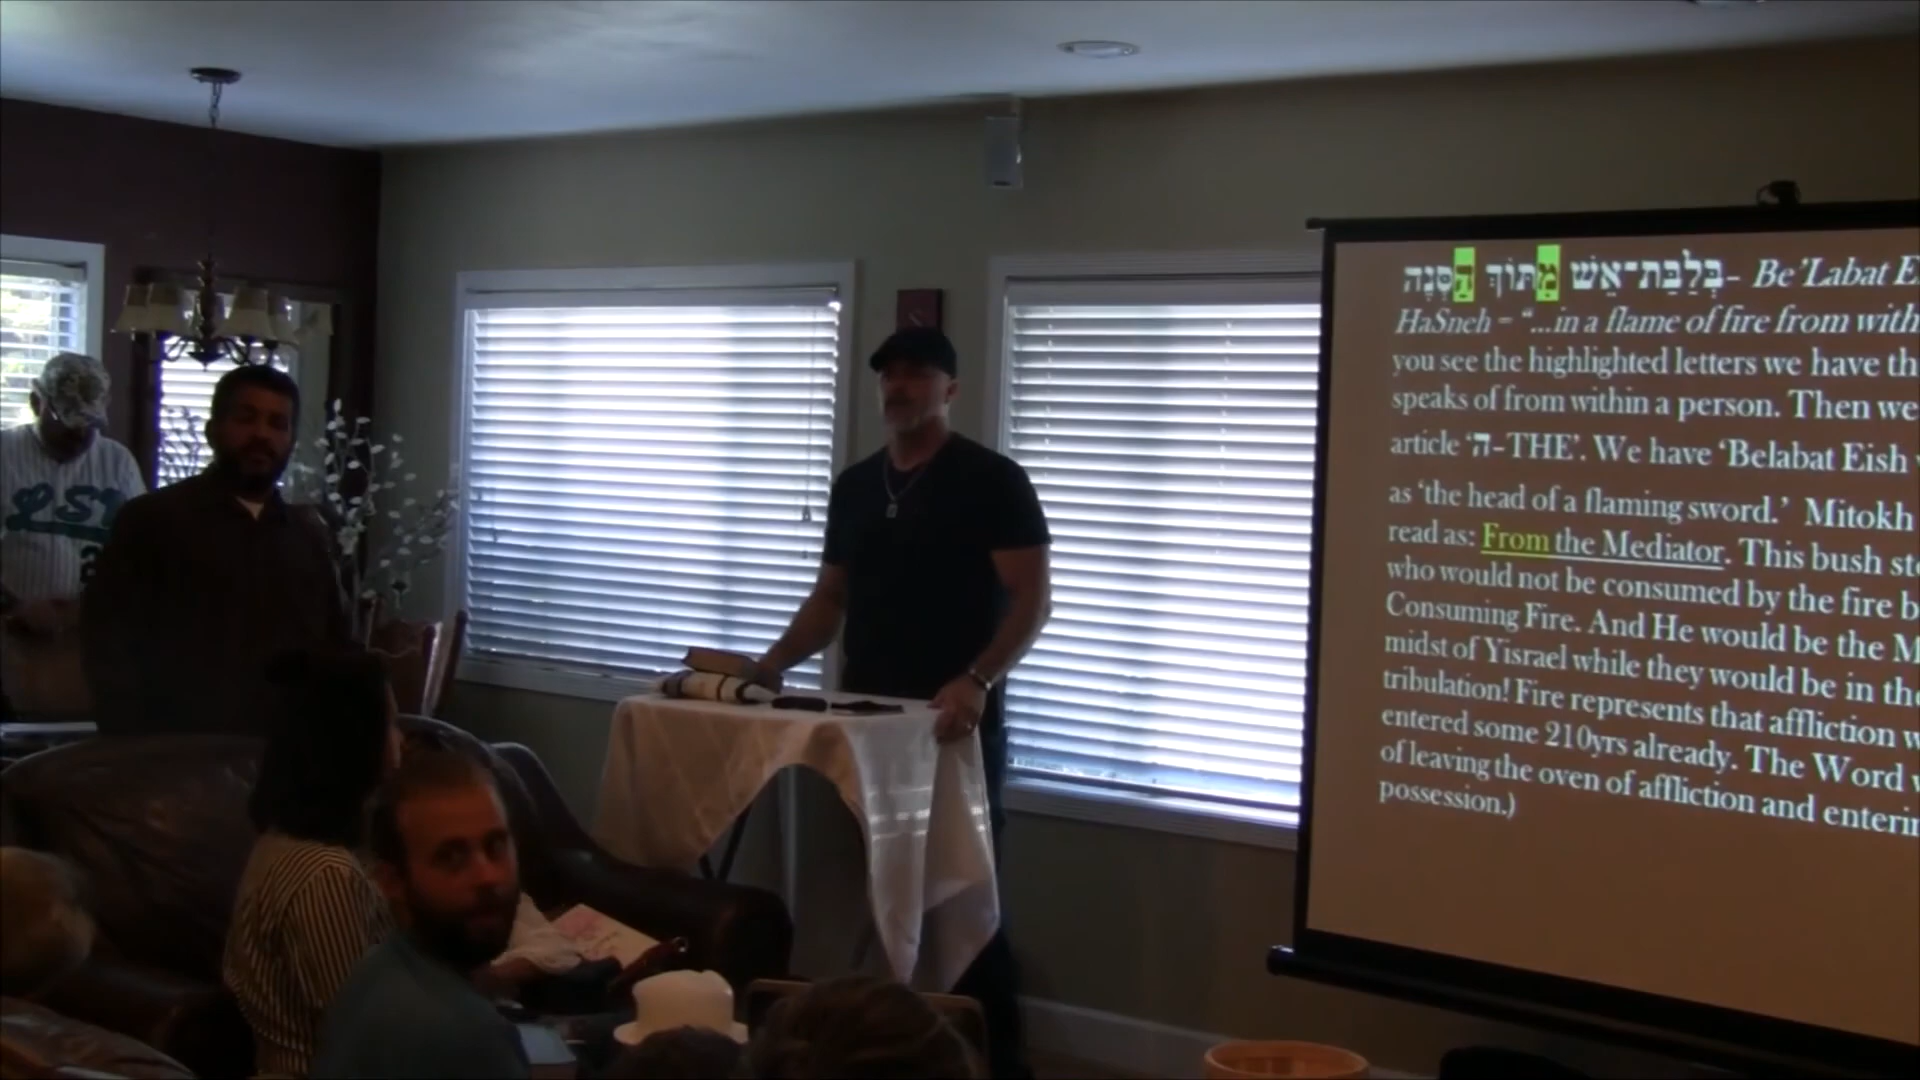 בְּלַבַּת־אֵשׁ מִתּוֹךְ הַסְּנֶה- Be'Labat E
HaSneh – "...in a flame of fire from with
you see the highlighted letters we have th
speaks of from within a person. Then we
article 'ה-THE'. We have 'Belabat Eish
as 'the head of a flaming sword.' Mitokh
read as: From the Mediator. This bush sto
who would not be consumed by the fire b
Consuming Fire. And He would be the M
midst of Yisrael while they would be in the
tribulation! Fire represents that affliction w
entered some 210yrs already. The Word w
of leaving the oven of affliction and enterin
possession.)